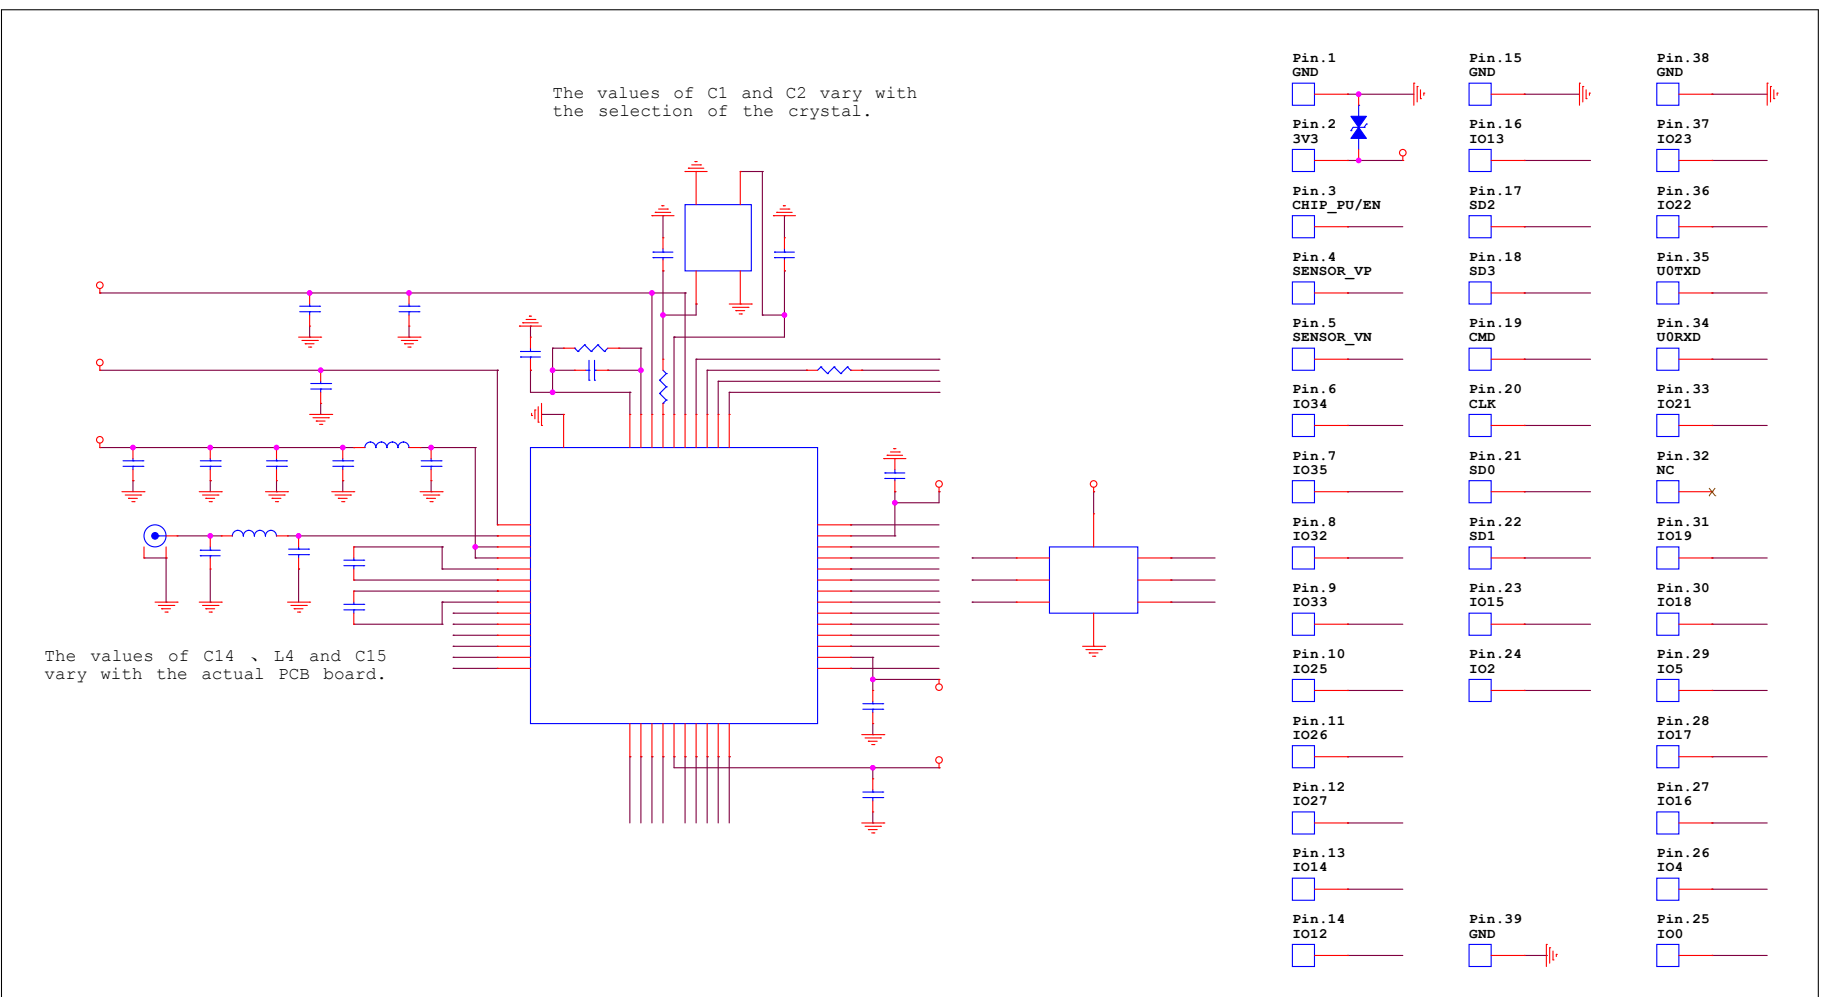 The values of C1 and C2 vary with
the selection of the crystal.
The values of C14 、 L4 and C15
vary with the actual PCB board.
Pin.1
GND
Pin.2
3V3
Pin.3
CHIP_PU/EN
Pin.4
SENSOR_VP
Pin.5
SENSOR_VN
Pin.6
IO34
Pin.7
IO35
Pin.8
IO32
Pin.9
IO33
Pin.10
IO25
Pin.11
IO26
Pin.12
IO27
Pin.13
IO14
Pin.14
IO12
Pin.15
GND
Pin.16
IO13
Pin.17
SD2
Pin.18
SD3
Pin.19
CMD
Pin.20
CLK
Pin.21
SD0
Pin.22
SD1
Pin.23
IO15
Pin.24
IO2
Pin.39
GND
Pin.38
GND
Pin.37
IO23
Pin.36
IO22
Pin.35
U0TXD
Pin.34
U0RXD
Pin.33
IO21
Pin.32
NC
Pin.31
IO19
Pin.30
IO18
Pin.29
IO5
Pin.28
IO17
Pin.27
IO16
Pin.26
IO4
Pin.25
IO0